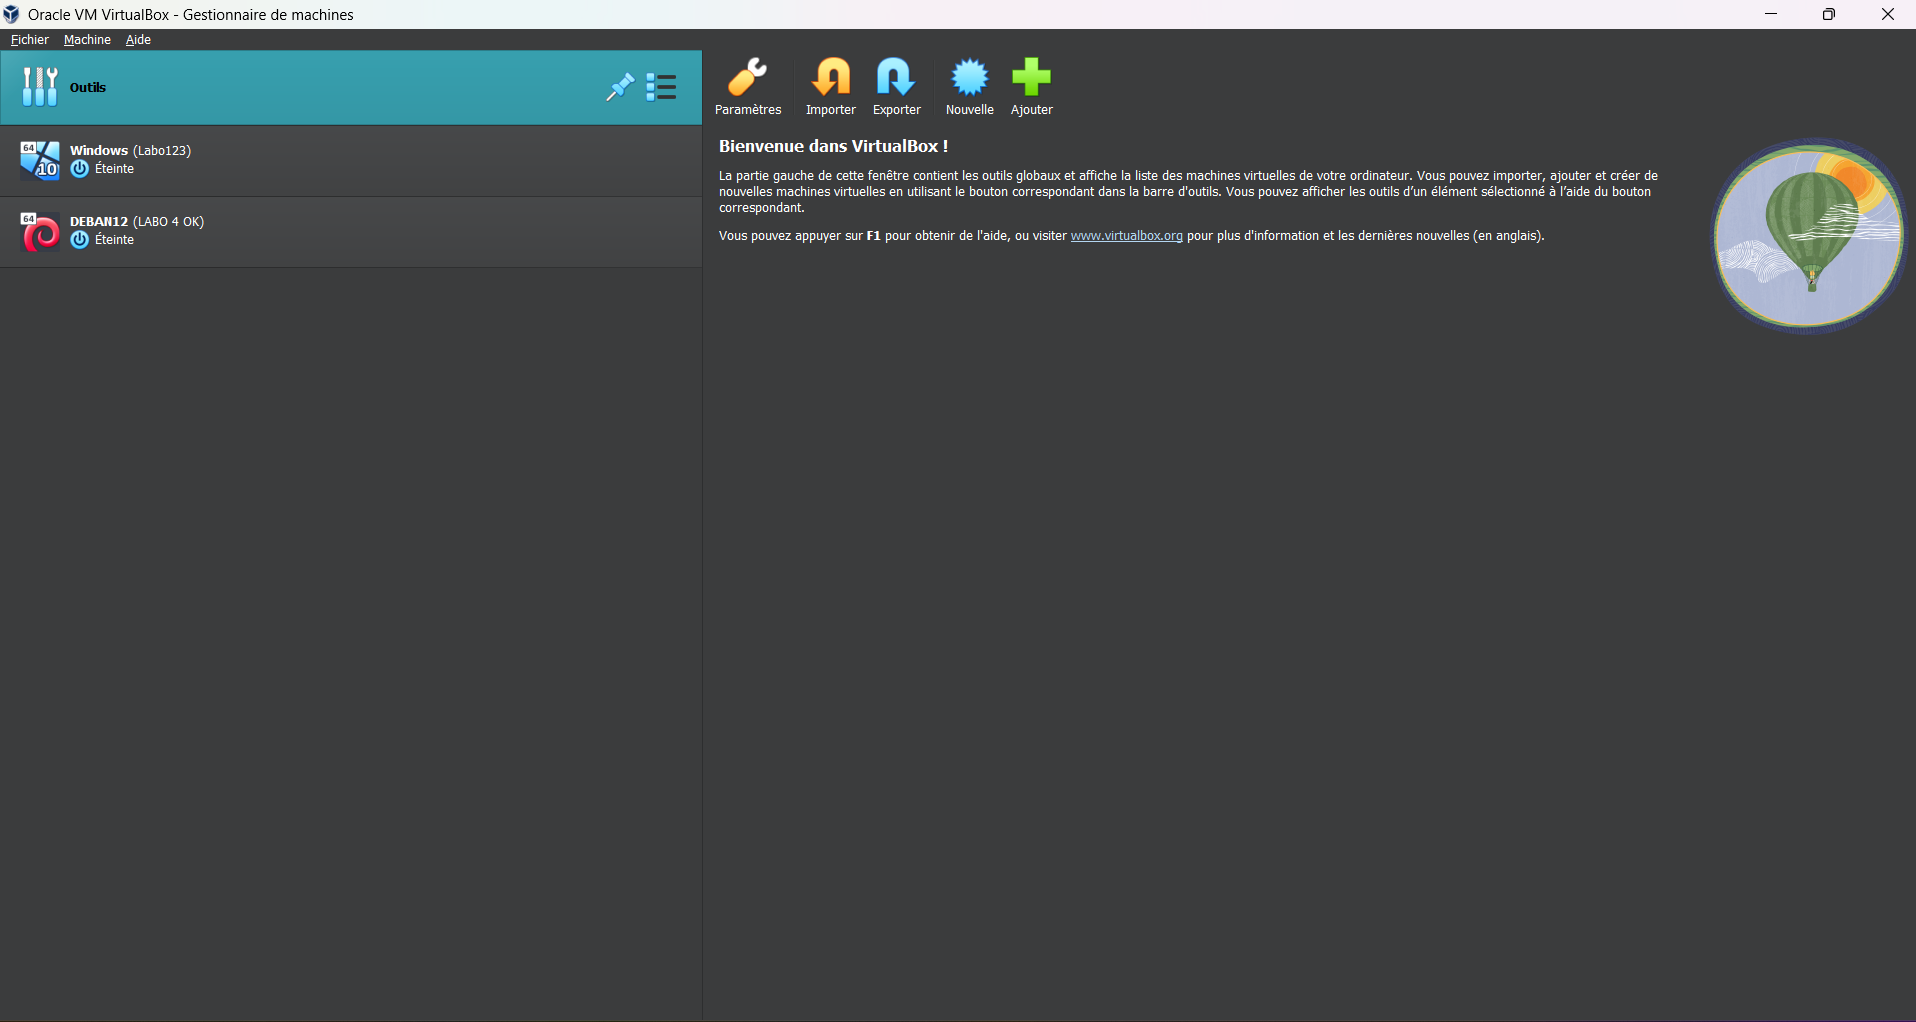 Oracle VM VirtualBox - Gestionnaire de machines
Fichier Machine Aide
Outils
64
10
Windows (Labo123)
Éteinte
64
DEBAN12 (LABO 4 OK)
Éteinte
Paramètres Importer Exporter Nouvelle Ajouter
Bienvenue dans VirtualBox !
La partie gauche de cette fenêtre contient les outils globaux et affiche la liste des machines virtuelles de votre ordinateur. Vous pouvez importer, ajouter et créer de
nouvelles machines virtuelles en utilisant le bouton correspondant dans la barre d'outils. Vous pouvez afficher les outils d’un élément sélectionné à l’aide du bouton
correspondant.
Vous pouvez appuyer sur F1 pour obtenir de l'aide, ou visiter www.virtualbox.org pour plus d'information et les dernières nouvelles (en anglais).